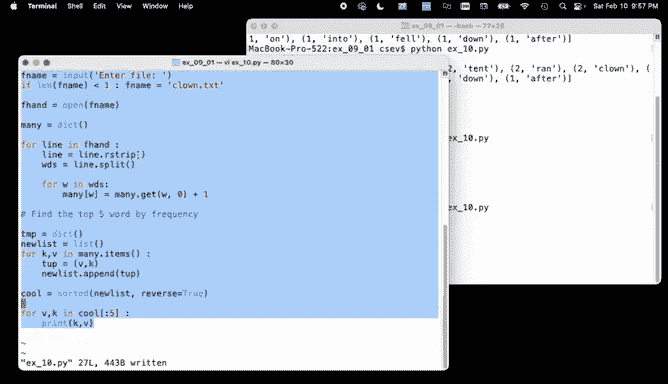 Terminal Shell Edit View Window Help
Sat Feb 10 9:57 PM
ex_09_01 — -bash — 77×26
1, 'on'), (1, 'into'), (1, 'fell'), (1, 'down'), (1, 'after')]
MacBook-Pro-522:ex_09_01 csev$ python ex_10.py
2, 'tent'), (2, 'ran'), (2, 'clown'), (
, 'down'), (1, 'after')]
ex_10.py
ex_10.py
ex_09_01 — vi ex_10.py — 80×30
fname = input('Enter file: ')
if len(fname) < 1 : fname = 'clown.txt'
fhand = open(fname)
many = dict()
for line in fhand :
line = line.rstrip()
wds = line.split()
for w in wds:
many[w] = many.get(w, 0) + 1
# Find the top 5 word by frequency
tmp = dict()
newlist = list()
for k,v in many.items() :
tup = (v,k)
newlist.append(tup)
cool = sorted(newlist, reverse=True)
for v,k in cool[:5] :
print(k,v)
~
~
"ex_10.py" 27L, 443B written